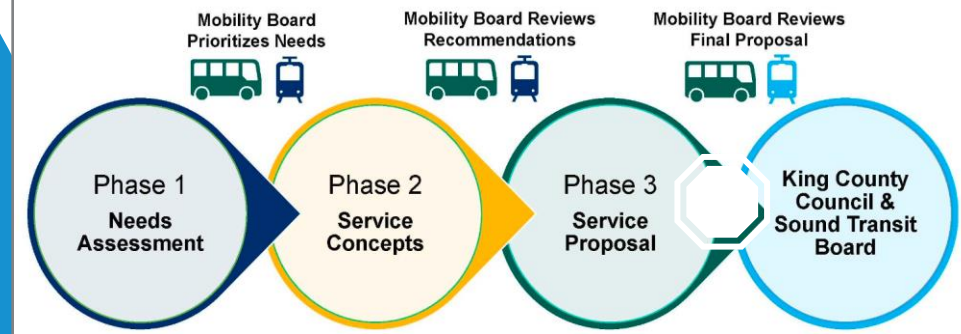 Mobility Board
Prioritizes Needs
Mobility Board Reviews
Recommendations
Mobility Board Reviews
Final Proposal
Phase 1
Needs
Assessment
Phase 2
Service
Concepts
Phase 3
Service
Proposal
King County
Council &
Sound Transit
Board